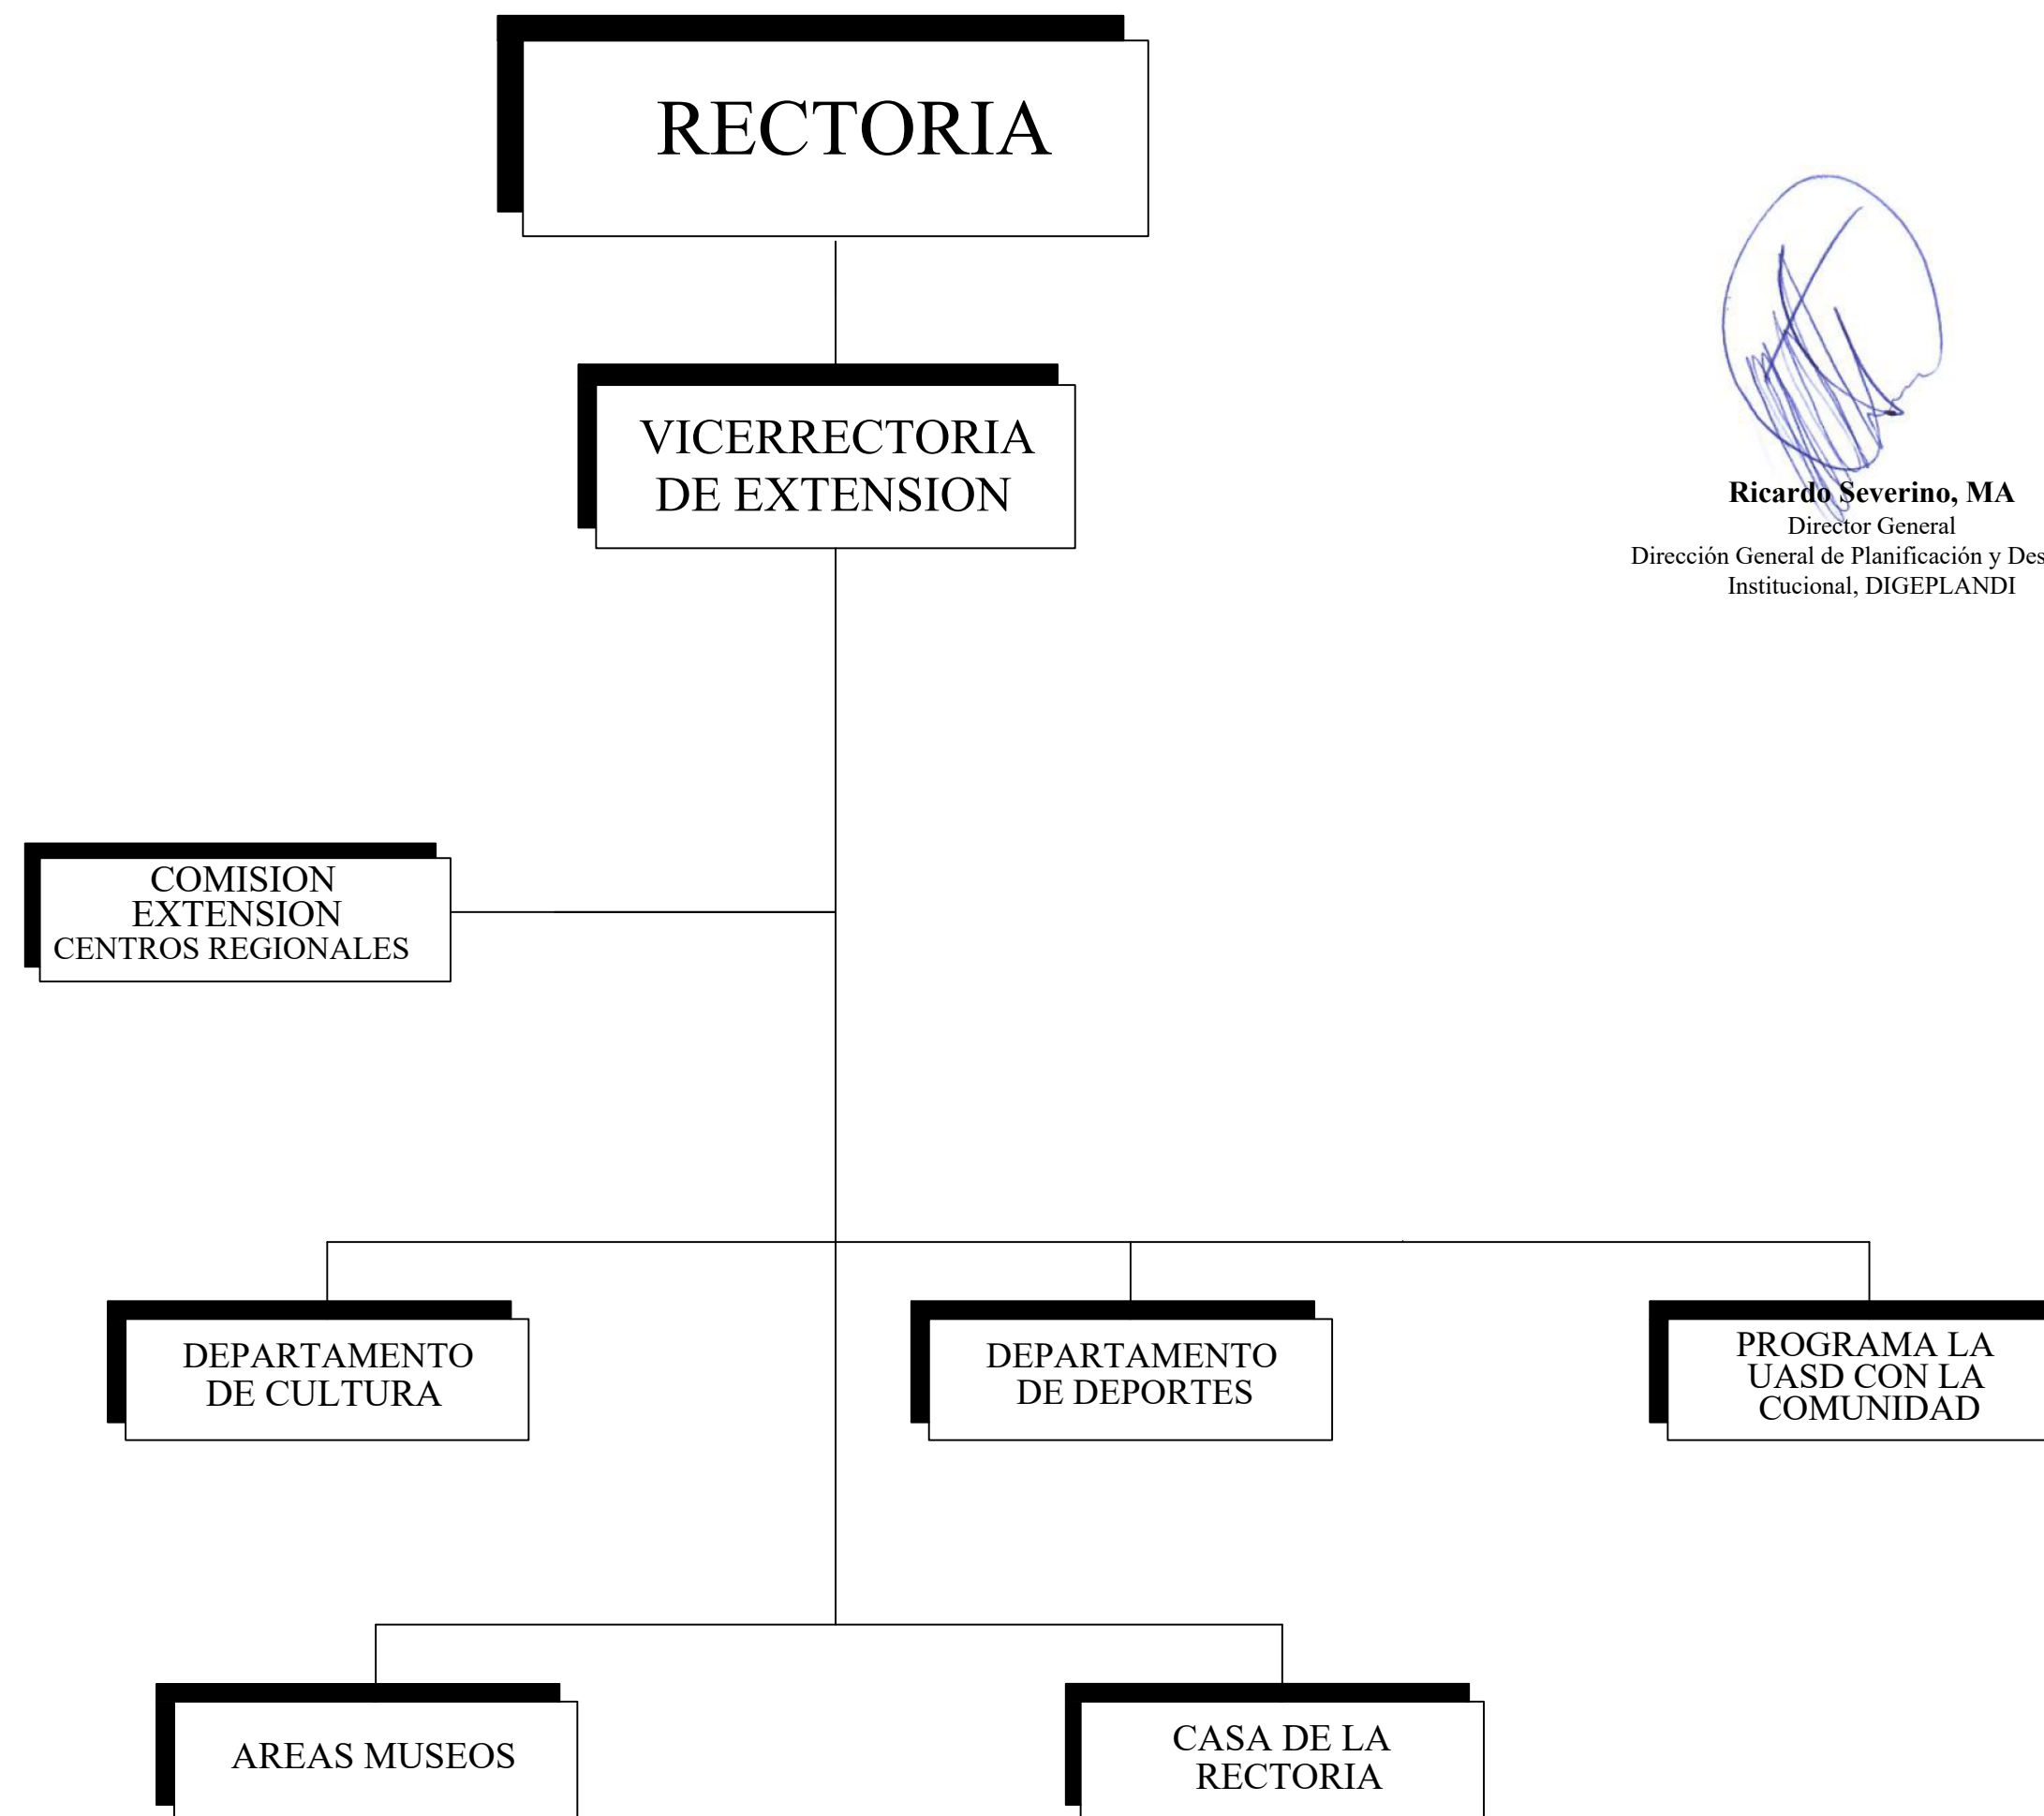 RECTORIA
VICERRECTORIA
DE EXTENSION
Ricardo Severino, MA
Director General
Dirección General de Planificación y Des
Institucional, DIGEPLANDI
COMISION
EXTENSION
CENTROS REGIONALES
DEPARTAMENTO
DE CULTURA
DEPARTAMENTO
DE DEPORTES
PROGRAMA LA
UASD CON LA
COMUNIDAD
AREAS MUSEOS
CASA DE LA
RECTORIA